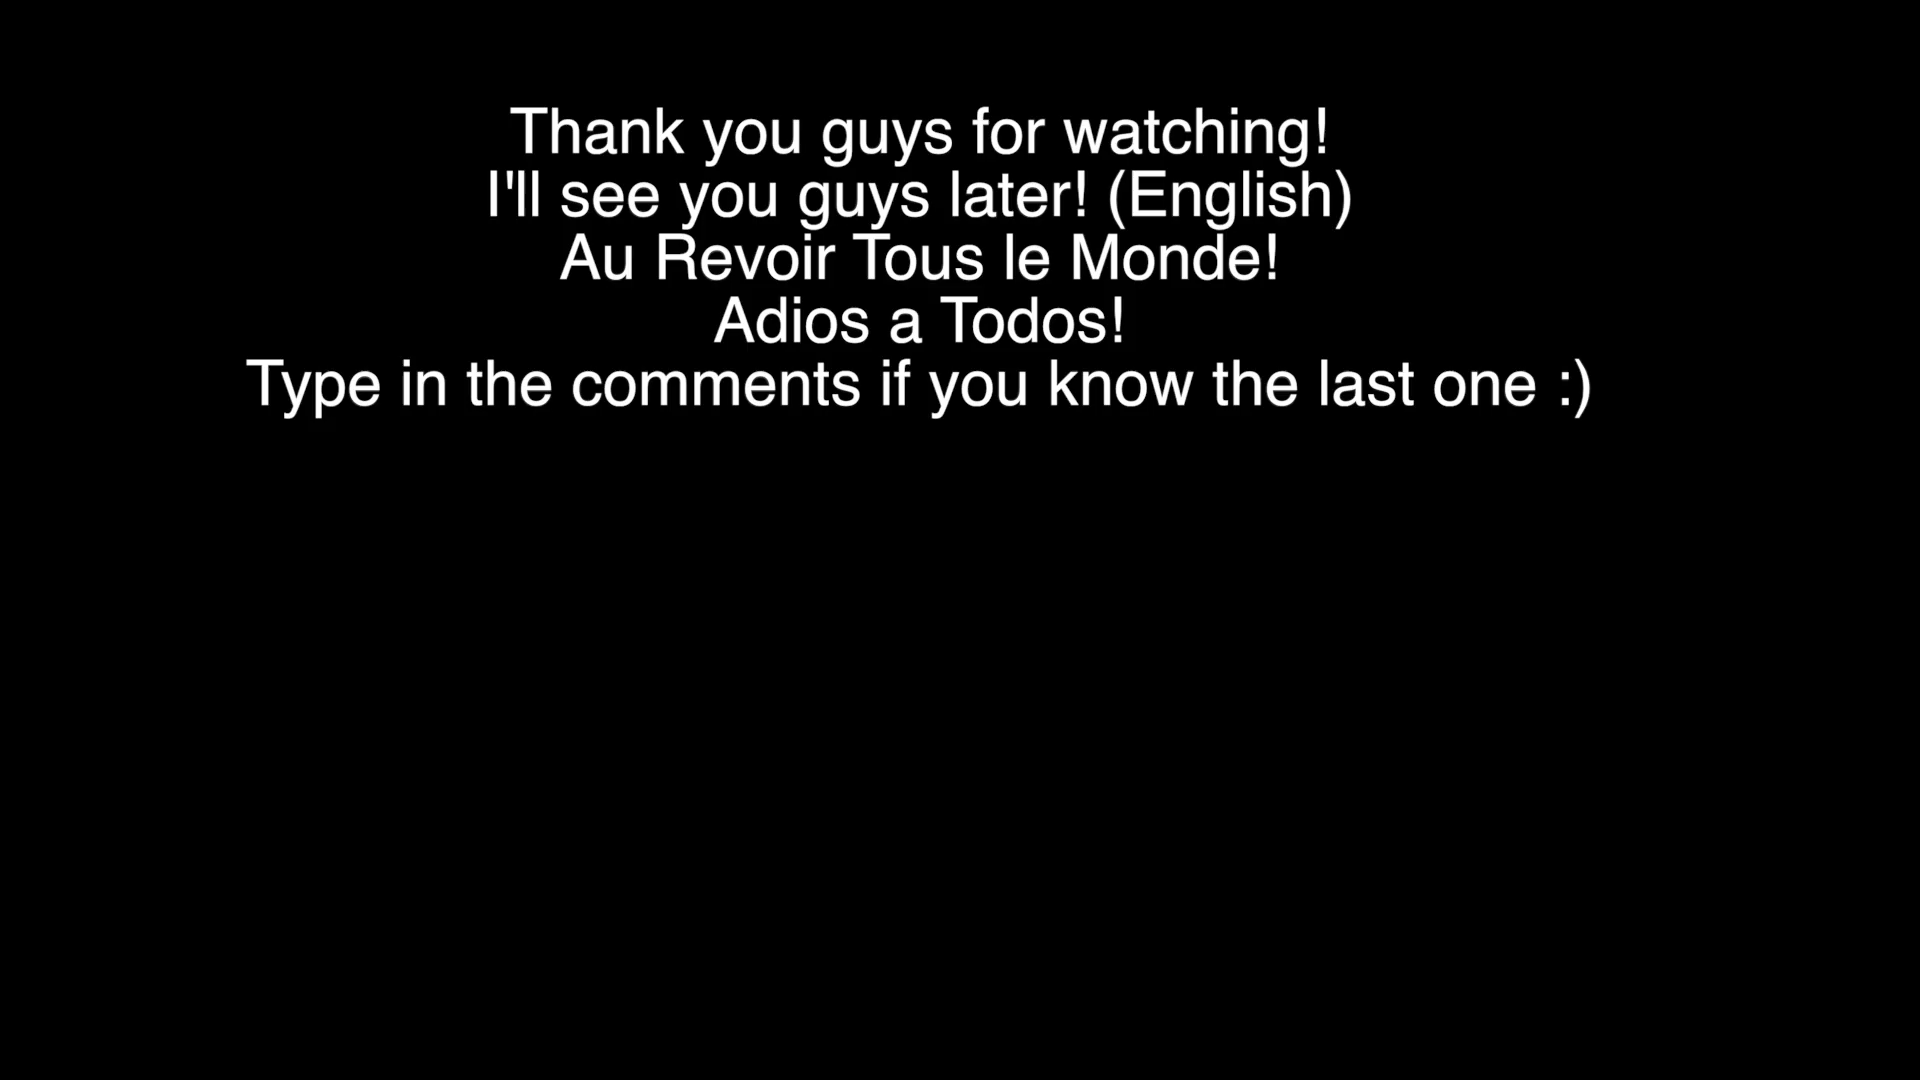 Thank you guys for watching!
I'll see you guys later! (English)
Au Revoir Tous le Monde!
Adios a Todos!
Type in the comments if you know the last one :)